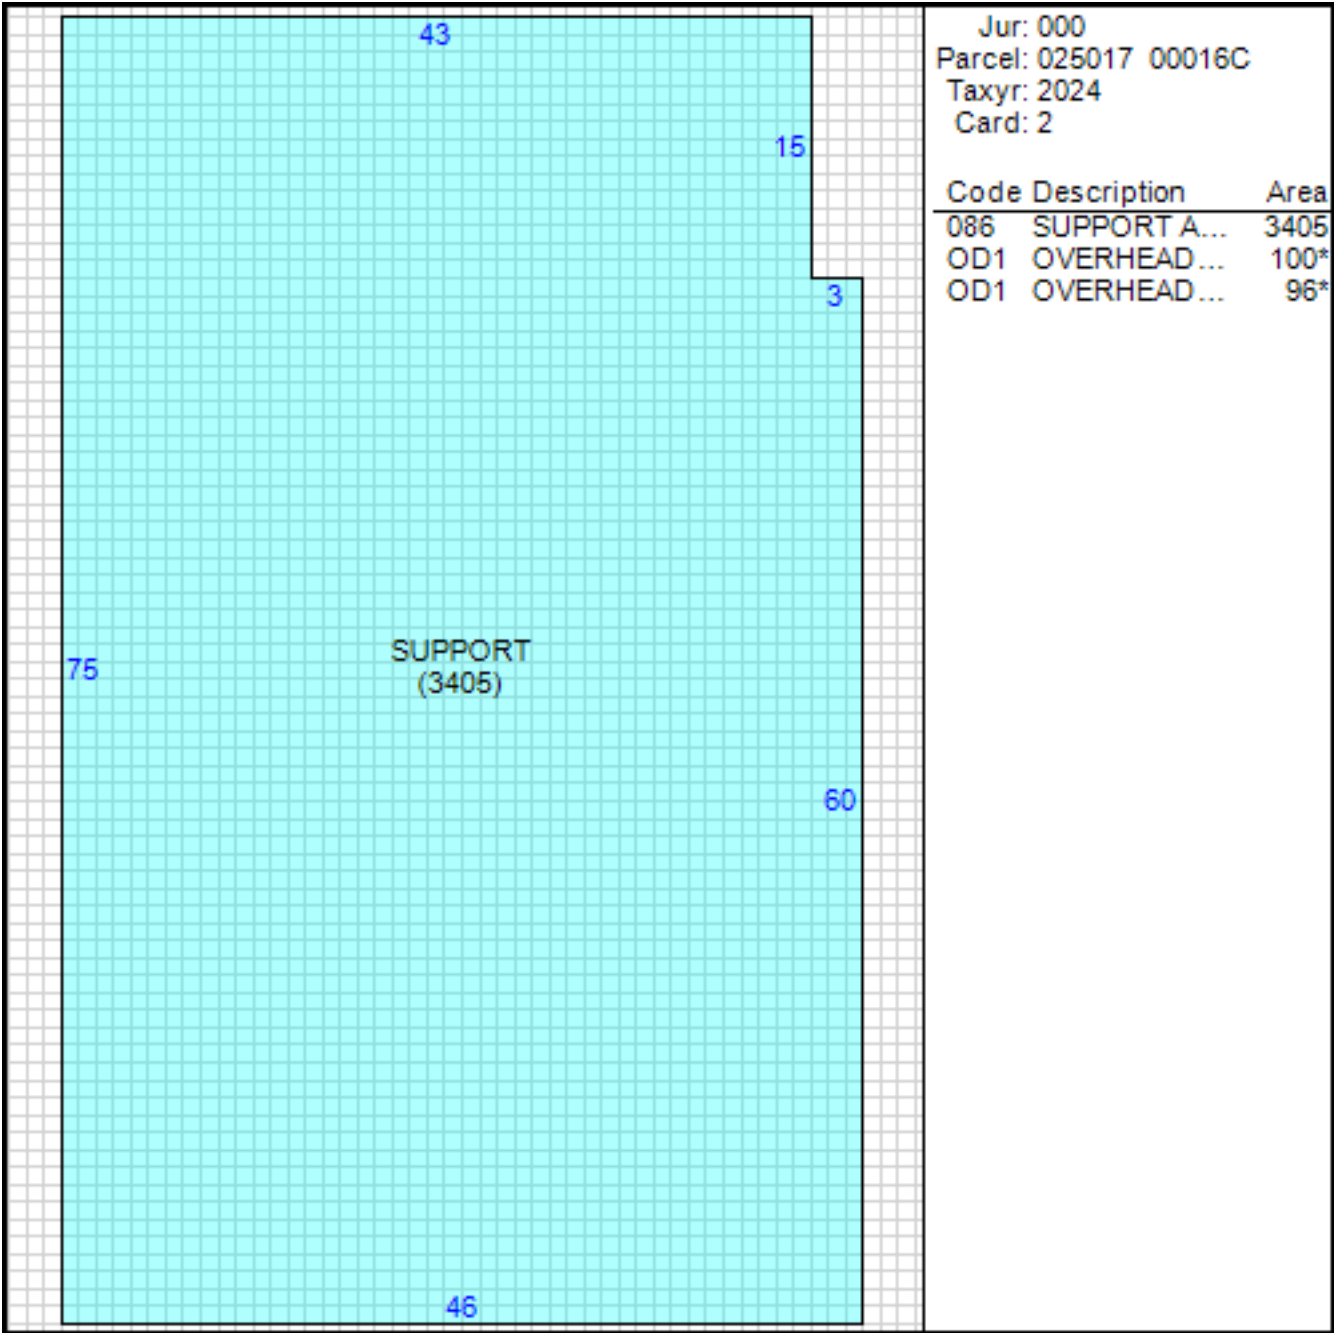 43
15
3
75
SUPPORT
(3405)
60
46
Jur: 000
Parcel: 025017 00016C
Taxyr: 2024
Card: 2
Code Description Area
086 SUPPORT A... 3405
OD1 OVERHEAD... 100*
OD1 OVERHEAD... 96*